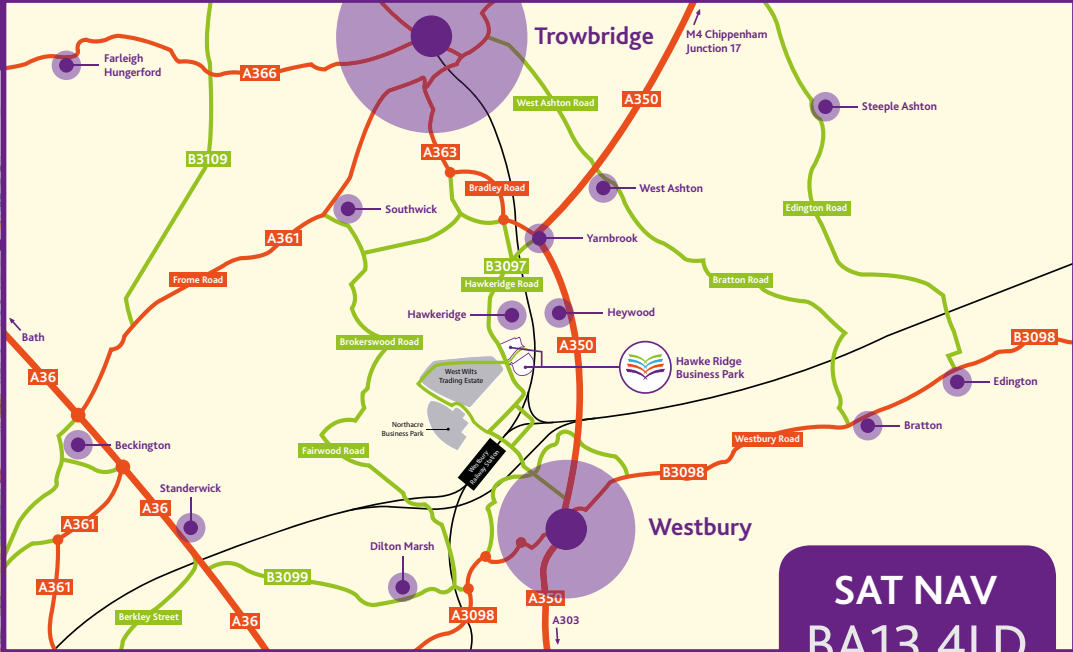 Trowbridge
M4 Chippenham
Junction 17
Farleigh
Hungerford
A366
A350
West Ashton Road
Steeple Ashton
A363
B3109
Bradley Road
West Ashton
Southwick
Edington Road
A361
Yarnbrook
B3097
Frome Road
Hawkeridge Road
Bratton Road
Hawkeridge
Heywood
Bath
Brokerswood Road
A350
B3098
West Wilts
Trading Estate
Hawke Ridge
Business Park
A36
Edington
Northacre
Business Park
Bratton
Beckington
Fairwood Road
Westbury Road
Westbury
Railway Station
B3098
Standerwick
A36
A361
Westbury
Dilton Marsh
B3099
A361
A350
SAT NAV
Berkley Street
A36
A3098
A303
BA13 4LD